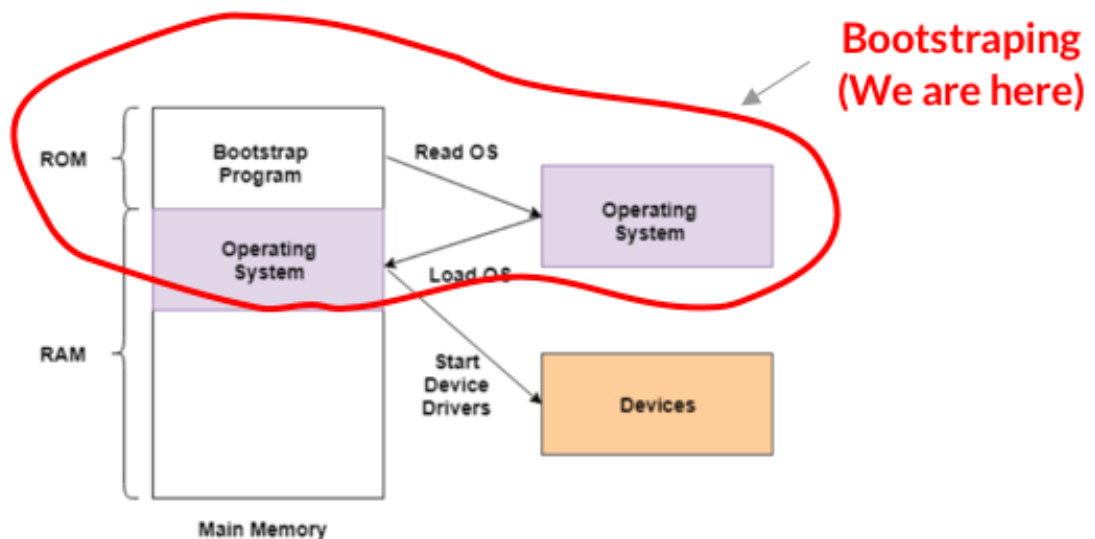 Bootstraping
(We are here)
ROM
Bootstrap
Program
Read OS
Operating
System
Operating
System
Load OS
RAM
Start
Device
Drivers
Devices
Main Memory